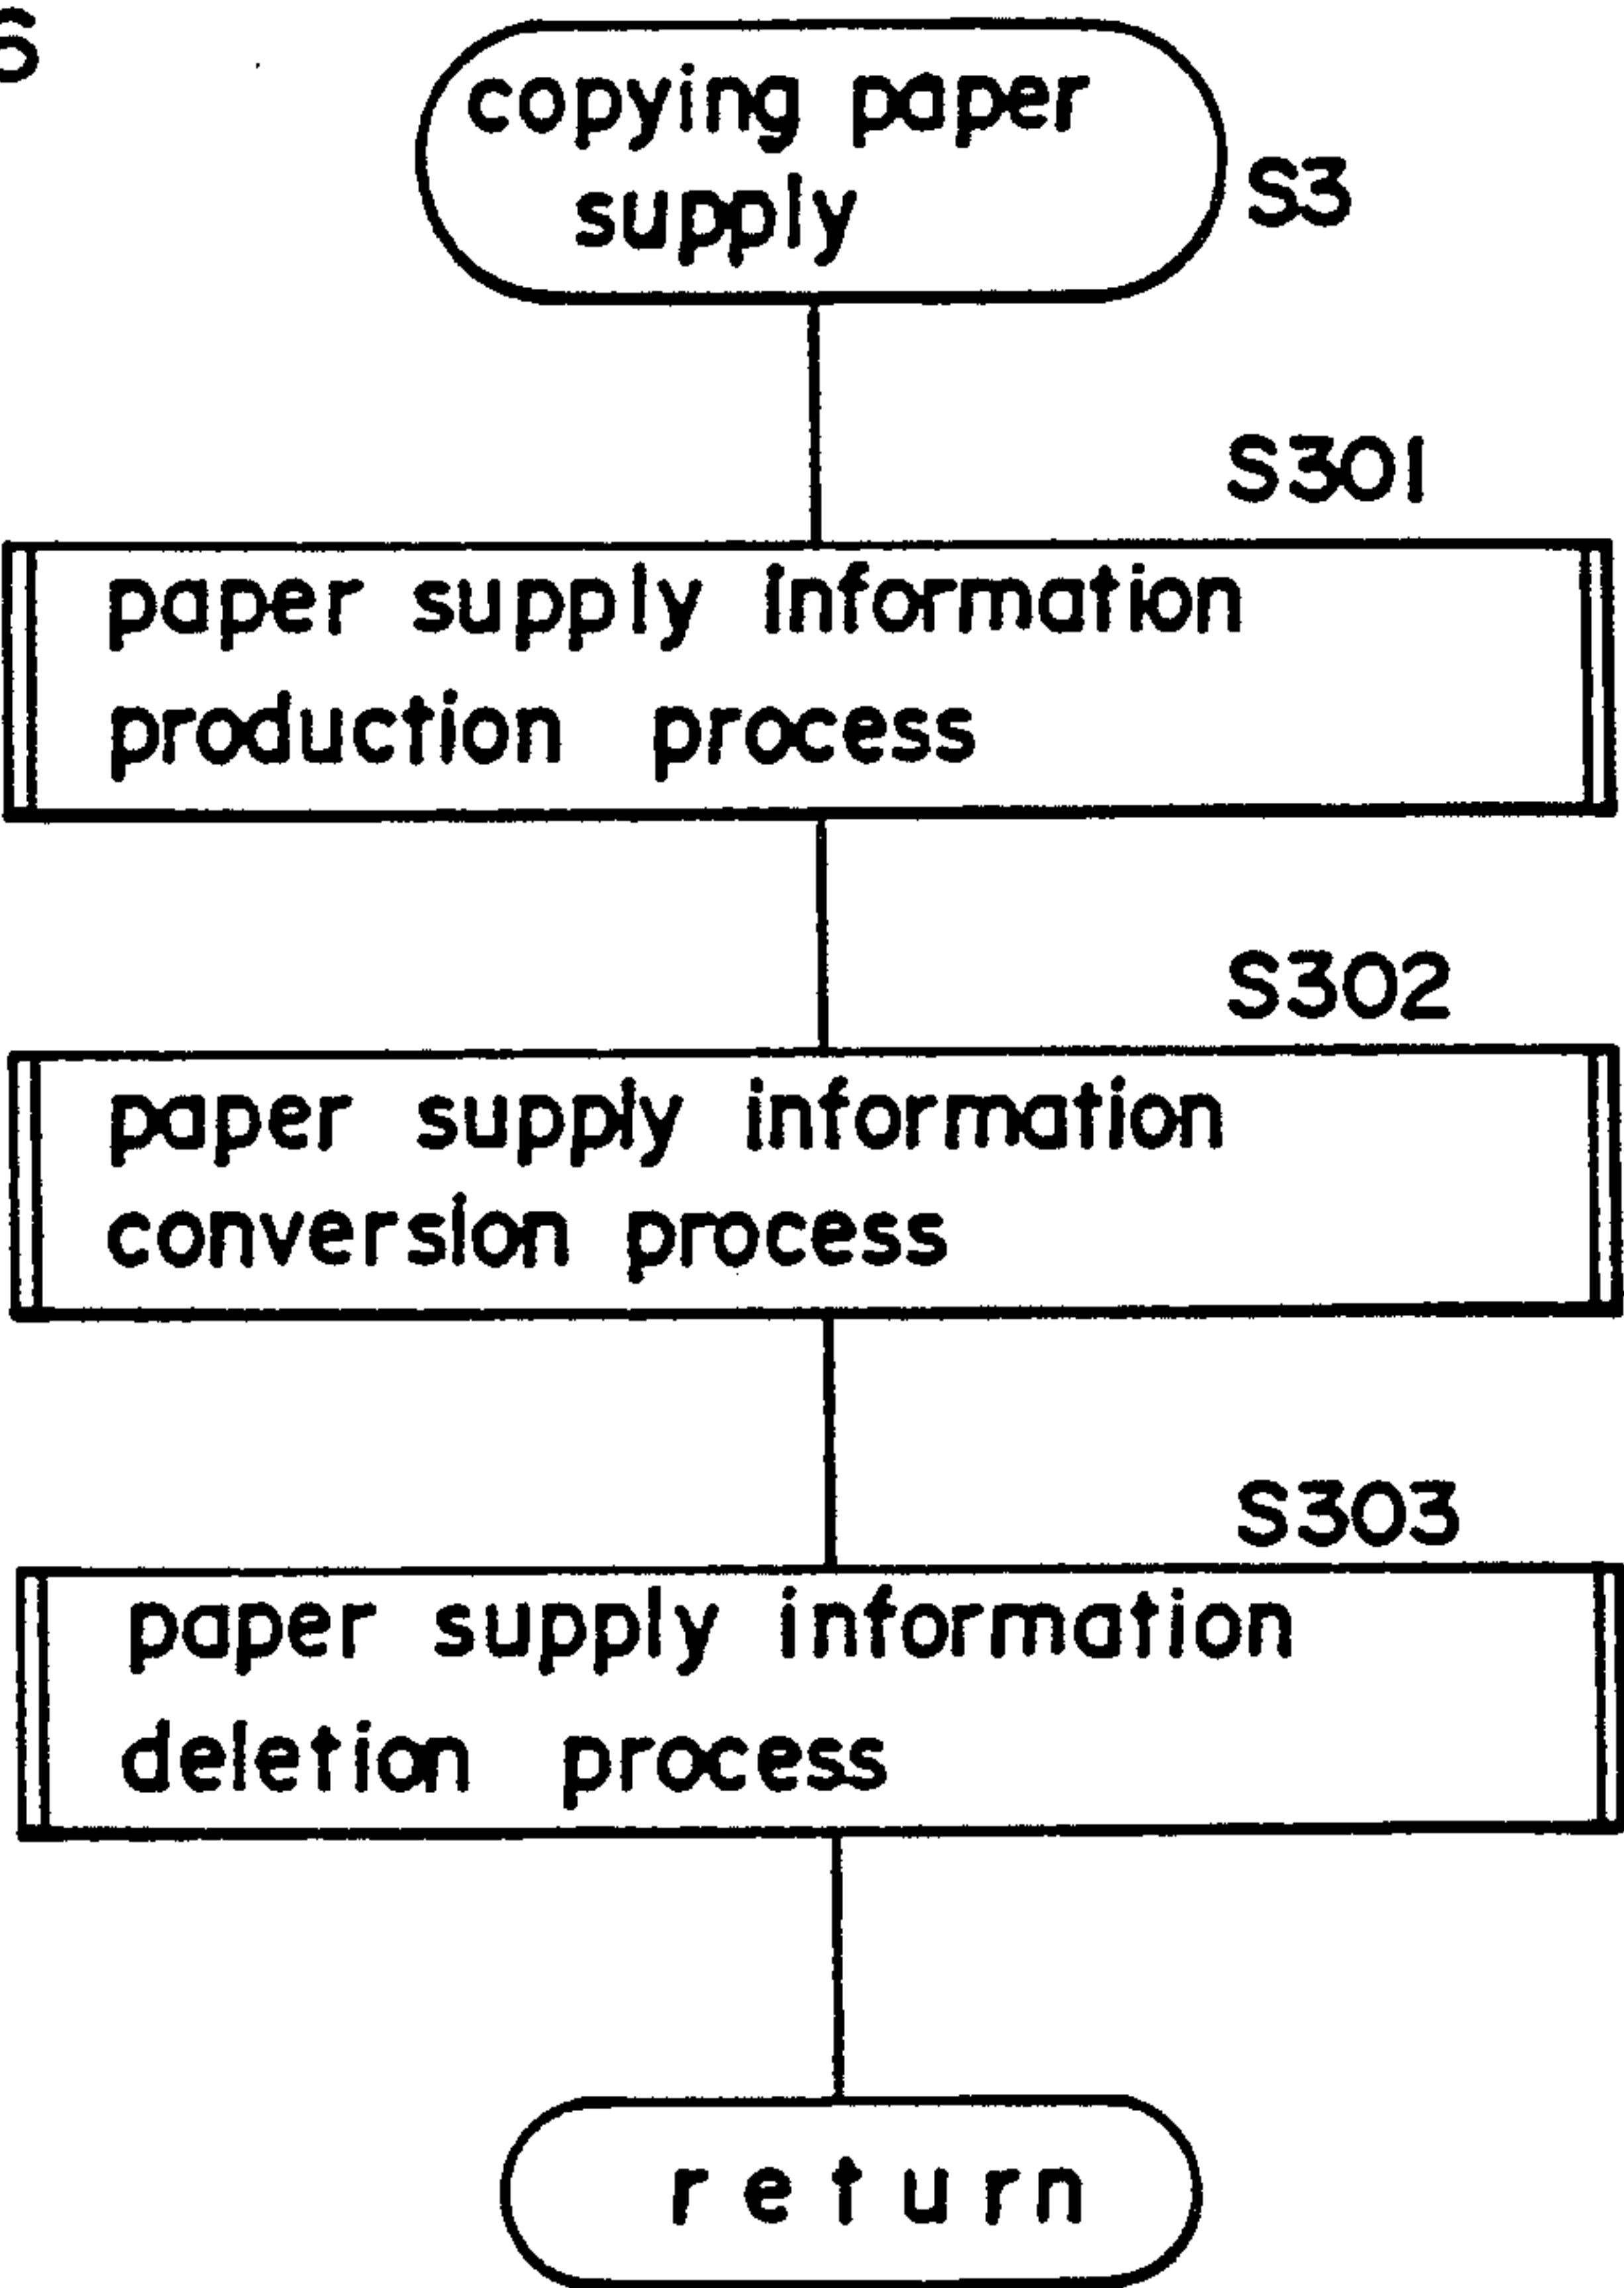 copying paper
supply
S3
S301
paper supply information
production process
S302
paper supply information
conversion process
S303
paper supply information
deletion process
return